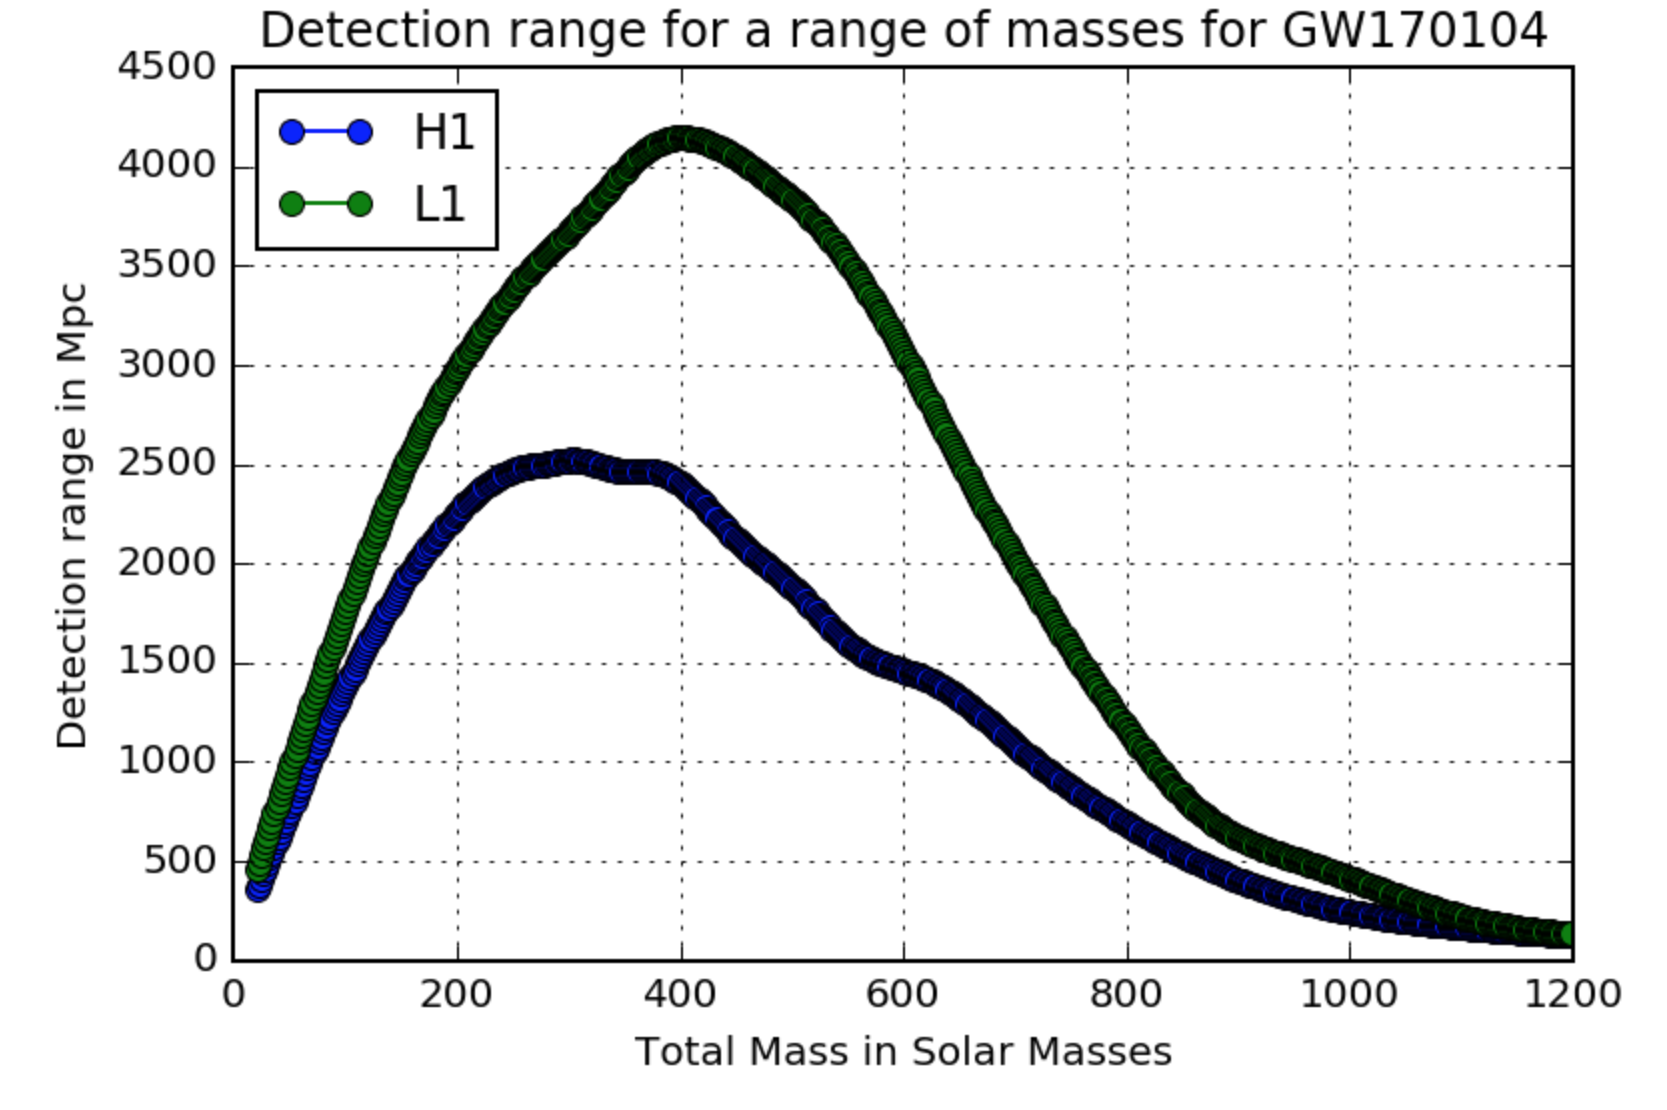 Detection range for a range of masses for GW170104
4500
4000
3500
3000
2500
2000
1500
1000
500
0
H1
L1
Detection range in Mpc
0 200 400 600 800 1000 1200
Total Mass in Solar Masses